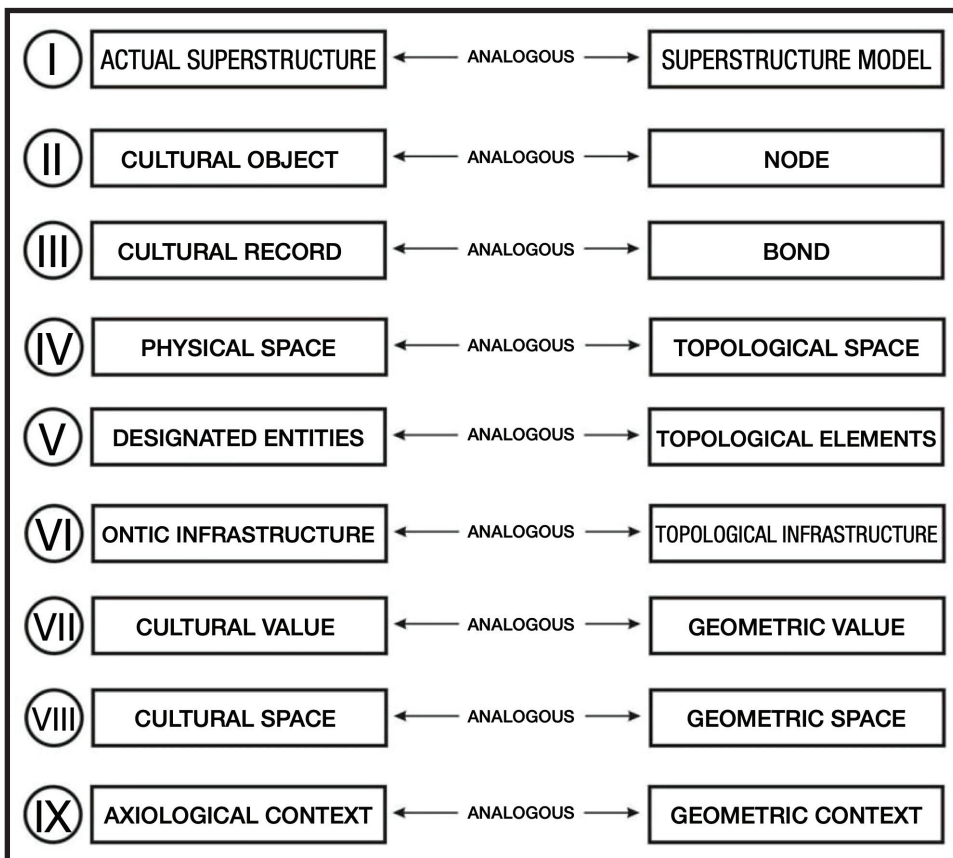 I ACTUAL SUPERSTRUCTURE ANALOGOUS SUPERSTRUCTURE MODEL
II CULTURAL OBJECT ANALOGOUS NODE
III CULTURAL RECORD ANALOGOUS BOND
IV PHYSICAL SPACE ANALOGOUS TOPOLOGICAL SPACE
V DESIGNATED ENTITIES ANALOGOUS TOPOLOGICAL ELEMENTS
VI ONTIC INFRASTRUCTURE ANALOGOUS TOPOLOGICAL INFRASTRUCTURE
VII CULTURAL VALUE ANALOGOUS GEOMETRIC VALUE
VIII CULTURAL SPACE ANALOGOUS GEOMETRIC SPACE
IX AXIOLOGICAL CONTEXT ANALOGOUS GEOMETRIC CONTEXT